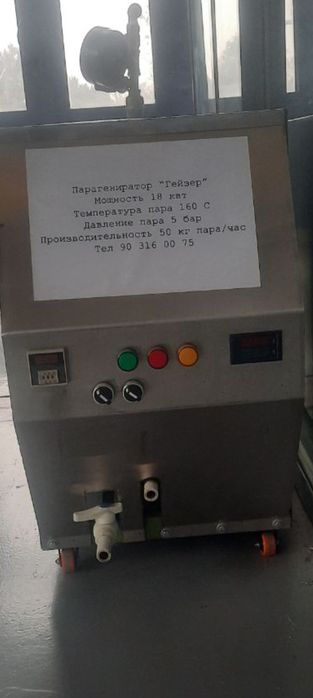 Парагениратор "Гейзер"
Мощность 18 квт
Температура пара 160 С
Давление пара 5 бар
Производительность 50 кг пара/час
Тел 90 316 00 75